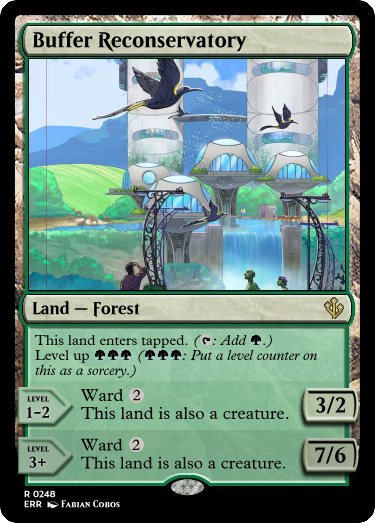 Buffer Reconservatory
Land — Forest
This land enters tapped. (T: Add G.)
Level up GGG (GGG: Put a level counter on
this as a sorcery.)
LEVEL
1-2
Ward 2
This land is also a creature.
3/2
LEVEL
3+
Ward 2
This land is also a creature.
7/6
R 0248
ERR Fabian Cobos